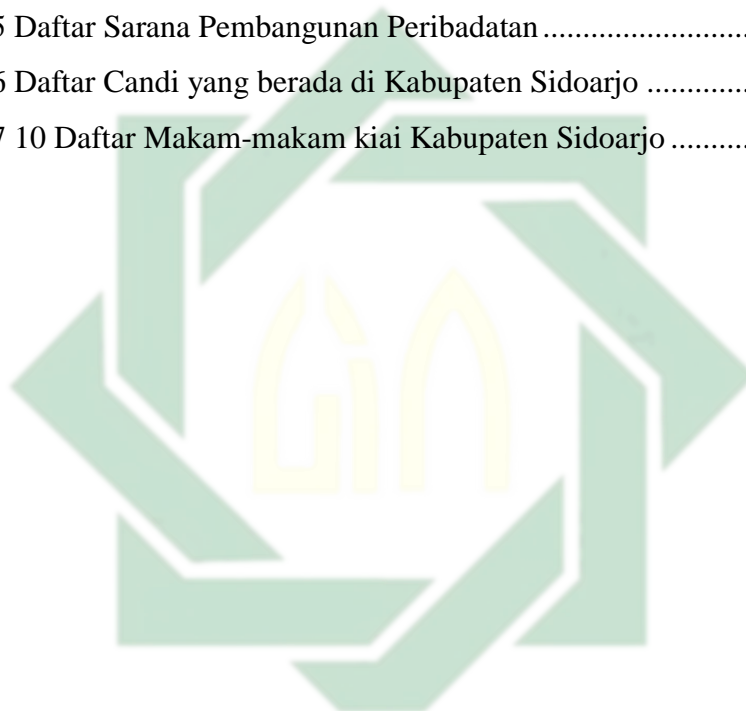 5 Daftar Sarana Pembangunan Peribadatan.......................
6 Daftar Candi yang berada di Kabupaten Sidoarjo ............
7 10 Daftar Makam-makam kiai Kabupaten Sidoarjo..........
UIN